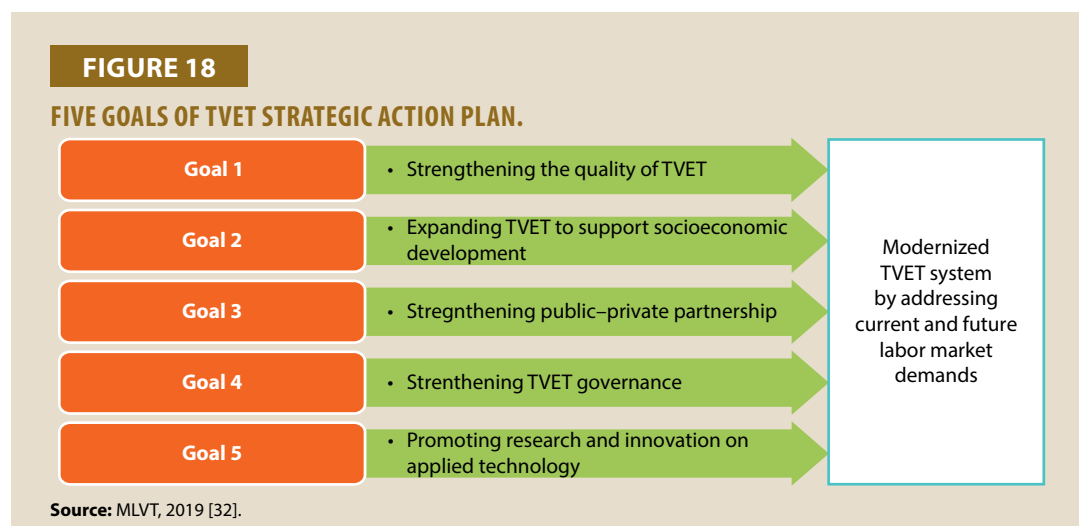 FIGURE 18
FIVE GOALS OF TVET STRATEGIC ACTION PLAN.
Goal 1
• Strengthening the quality of TVET
Goal 2
• Expanding TVET to support socioeconomic
development
Goal 3
• Stregnthening public–private partnership
Goal 4
• Strenthening TVET governance
Goal 5
• Promoting research and innovation on
applied technology
Modernized
TVET system
by addressing
current and future
labor market
demands
Source: MLVT, 2019 [32].